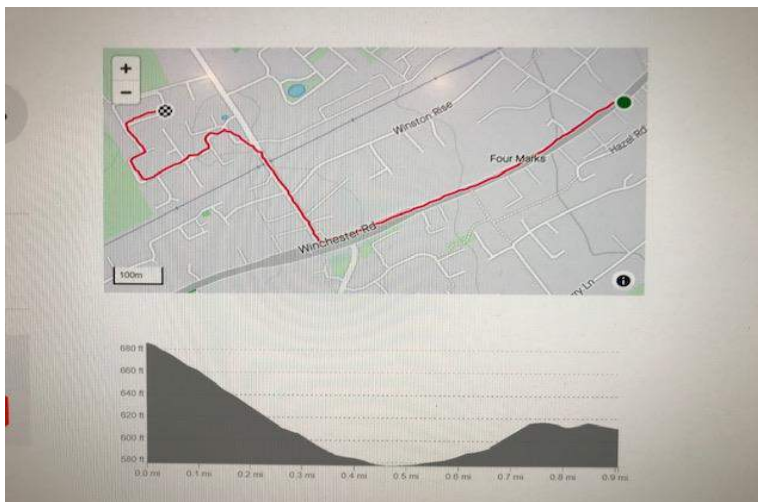 +
−
Winston Rise
Four Marks
Hazel Rd
Winchester Rd
100m
i
ry Ln
680 ft
660 ft
640 ft
620 ft
600 ft
580 ft
0.0 mi 0.1 mi 0.2 mi 0.3 mi 0.4 mi 0.5 mi 0.6 mi 0.7 mi 0.8 mi 0.9 mi